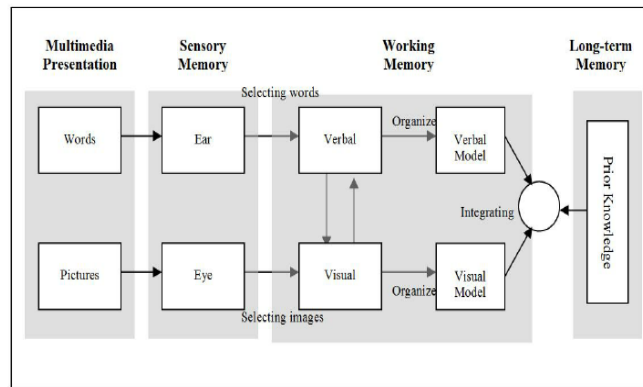 Multimedia
Presentation
Sensory
Memory
Working
Memory
Long-term
Memory
Selecting words
Words
Ear
Verbal
Organize
Verbal
Model
Integrating
Prior Knowledge
Pictures
Eye
Visual
Organize
Visual
Model
Selecting images